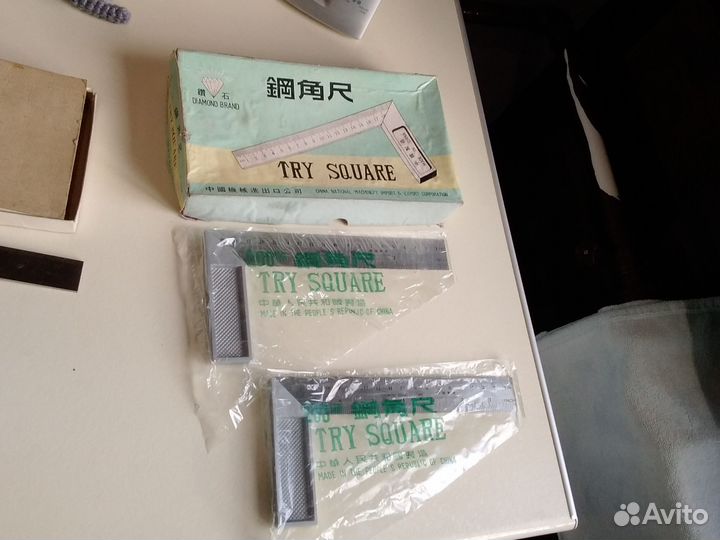 鋼角尺
鑽石
DIAMOND BRAND
TRY SQUARE
中國機械進出口公司
CHINA NATIONAL MACHINERY IMPORT & EXPORT CORPORATION
鋼角尺
TRY SQUARE
中華人民共和國製造
MADE IN THE PEOPLE'S REPUBLIC OF CHINA
200㎜ 鋼角尺
TRY SQUARE
中華人民共和國製造
MADE IN THE PEOPLE'S REPUBLIC OF CHINA
Avito